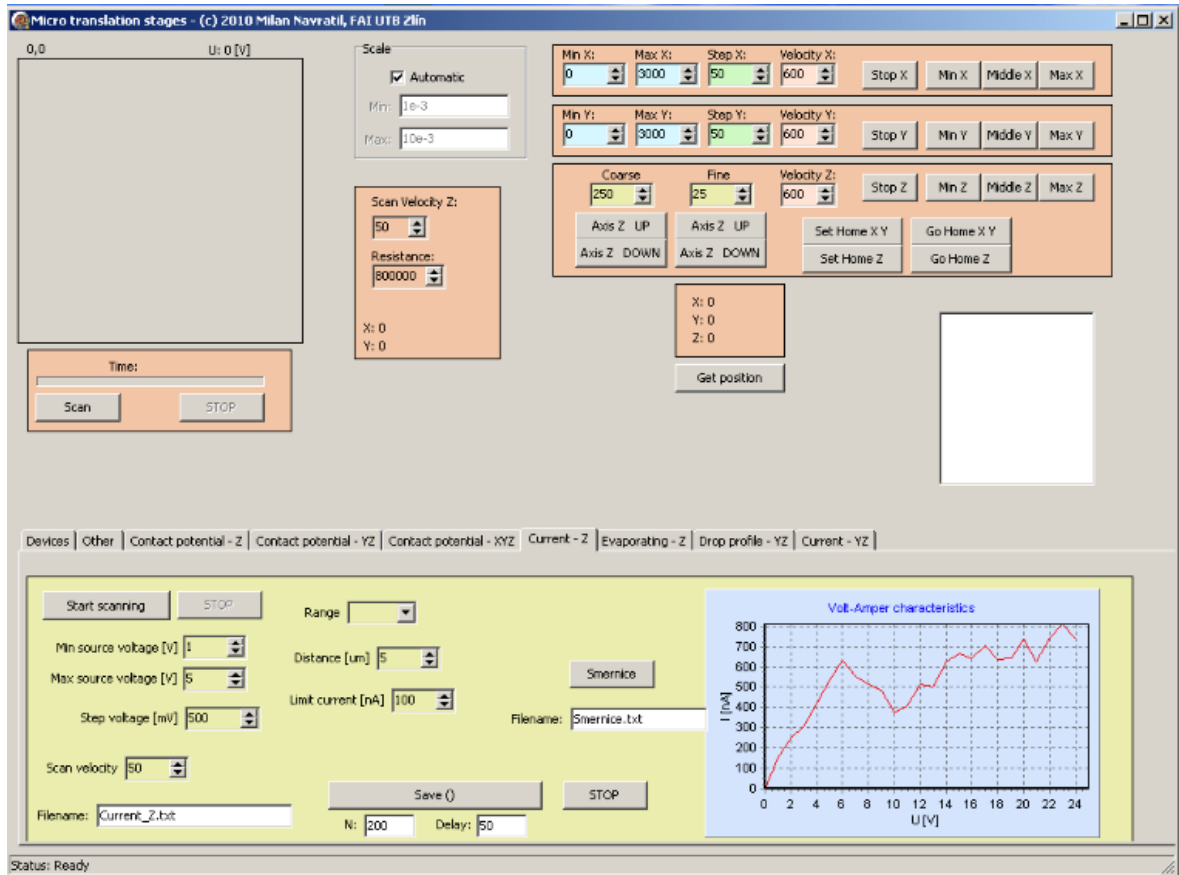 Micro translation stages - (c) 2010 Milan Navratil, FAI UTB Zlín
0,0 U: 0 [V]
Scale
Automatic
Min: 1e-3
Max: 10e-3
Min X: Max X: Step X: Velocity X:
0 3000 50 600 Stop X Min X Middle X Max X
Min Y: Max Y: Step Y: Velocity Y:
0 3000 50 600 Stop Y Min Y Middle Y Max Y
Coarse Fine Velocity Z:
250 25 600 Stop Z Min Z Middle Z Max Z
Axis Z UP Axis Z UP Set Home X Y Go Home X Y
Axis Z DOWN Axis Z DOWN Set Home Z Go Home Z
Scan Velocity Z:
50
Resistance:
800000
X: 0
Y: 0
X: 0
Y: 0
Z: 0
Get position
Time:
Scan STOP
Devices Other Contact potential - Z Contact potential - YZ Contact potential - XYZ Current - Z Evaporating - Z Drop profile - YZ Current - YZ
Start scanning STOP
Min source voltage [V] 1
Max source voltage [V] 5
Step voltage [mV] 500
Scan velocity 50
Filename: Current_Z.txt
Range
Distance [um] 5
Limit current [nA] 100
Smernice
Filename: Smernice.txt
Save () STOP
N: 200 Delay: 50
Volt-Amper characteristics
800
700
600
500
400
300
200
100
0
I [nA]
0 2 4 6 8 10 12 14 16 18 20 22 24
U [V]
Status: Ready